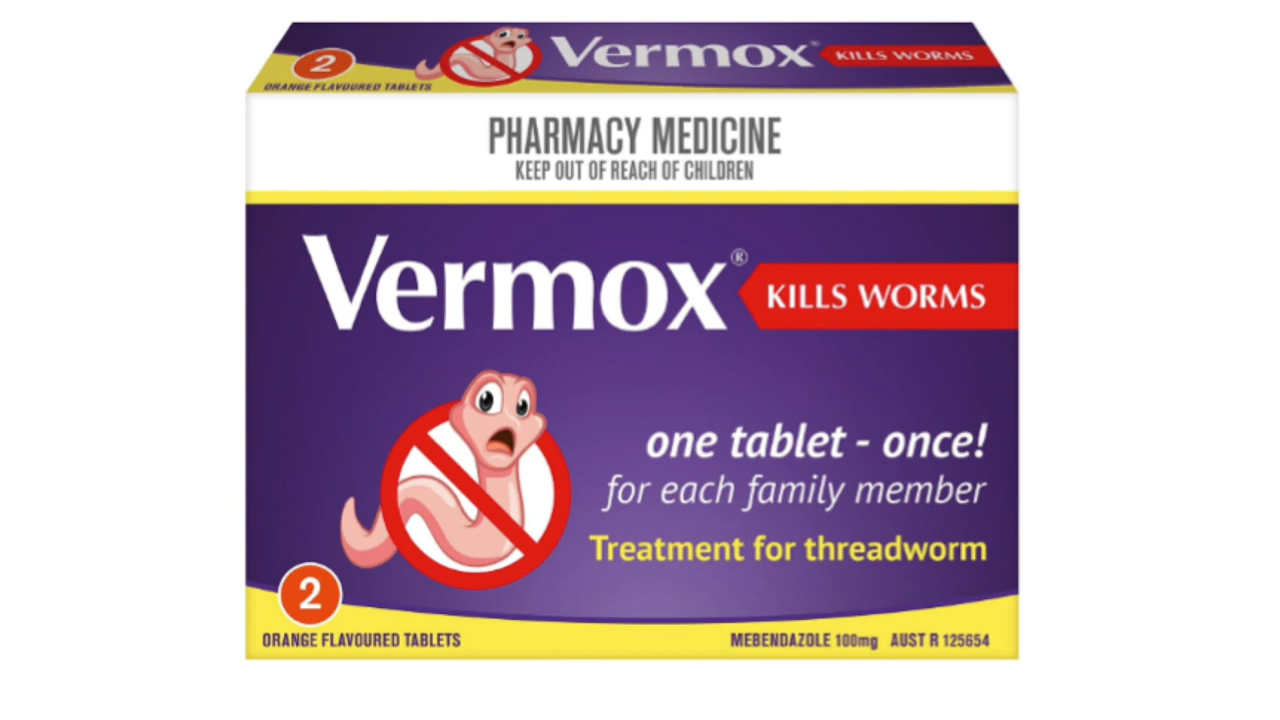 2
ORANGE FLAVOURED TABLETS
Vermox®
KILLS WORMS
PHARMACY MEDICINE
KEEP OUT OF REACH OF CHILDREN
Vermox®
KILLS WORMS
one tablet - once!
for each family member
Treatment for threadworm
2
ORANGE FLAVOURED TABLETS
MEBENDAZOLE 100mg AUST R 125654